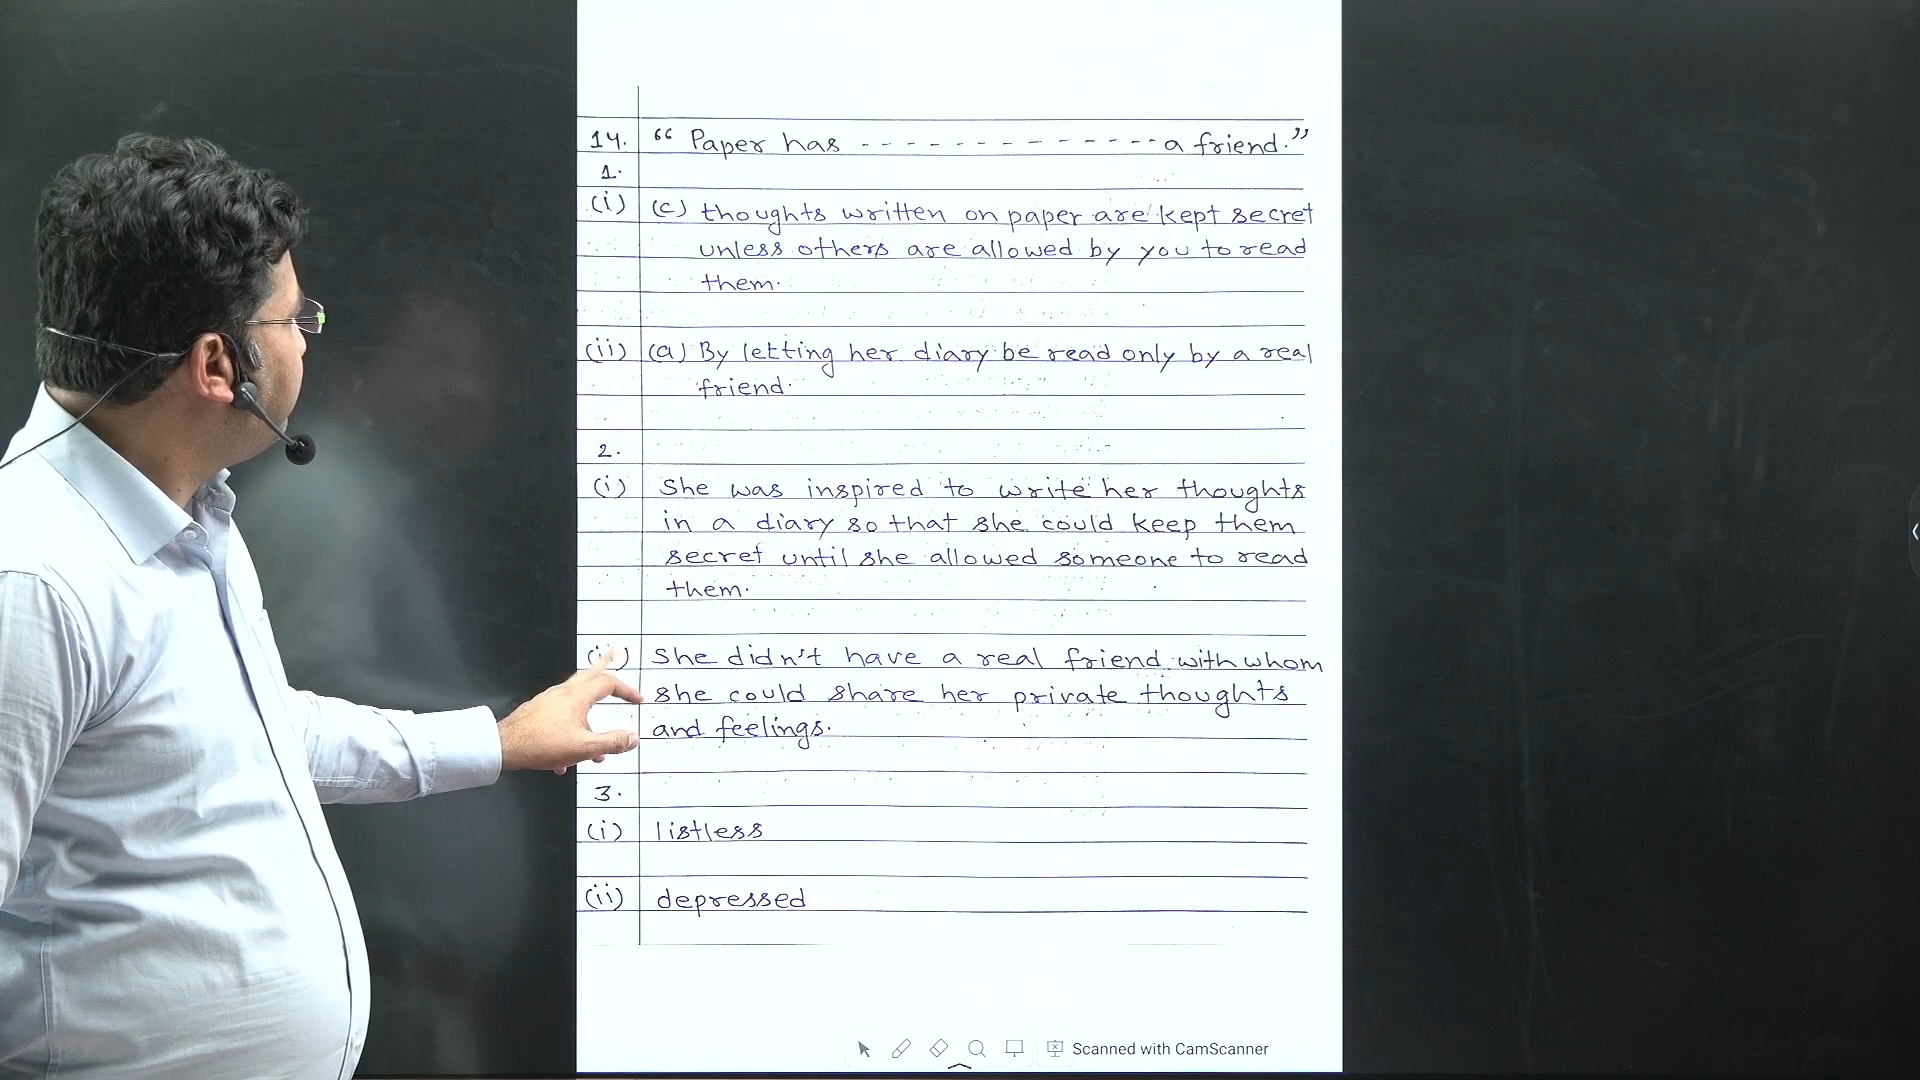 14. “ Paper has - - - - - - - - - - - - - - a friend.”
1.
(i) (c) thoughts written on paper are kept secret
unless others are allowed by you to read
them.
(ii) (a) By letting her diary be read only by a real
friend.
2.
(i) She was inspired to write her thoughts
in a diary so that she could keep them
secret until she allowed someone to read
them.
(ii) She didn't have a real friend with whom
she could share her private thoughts
and feelings.
3.
(i) listless
(ii) depressed
Scanned with CamScanner